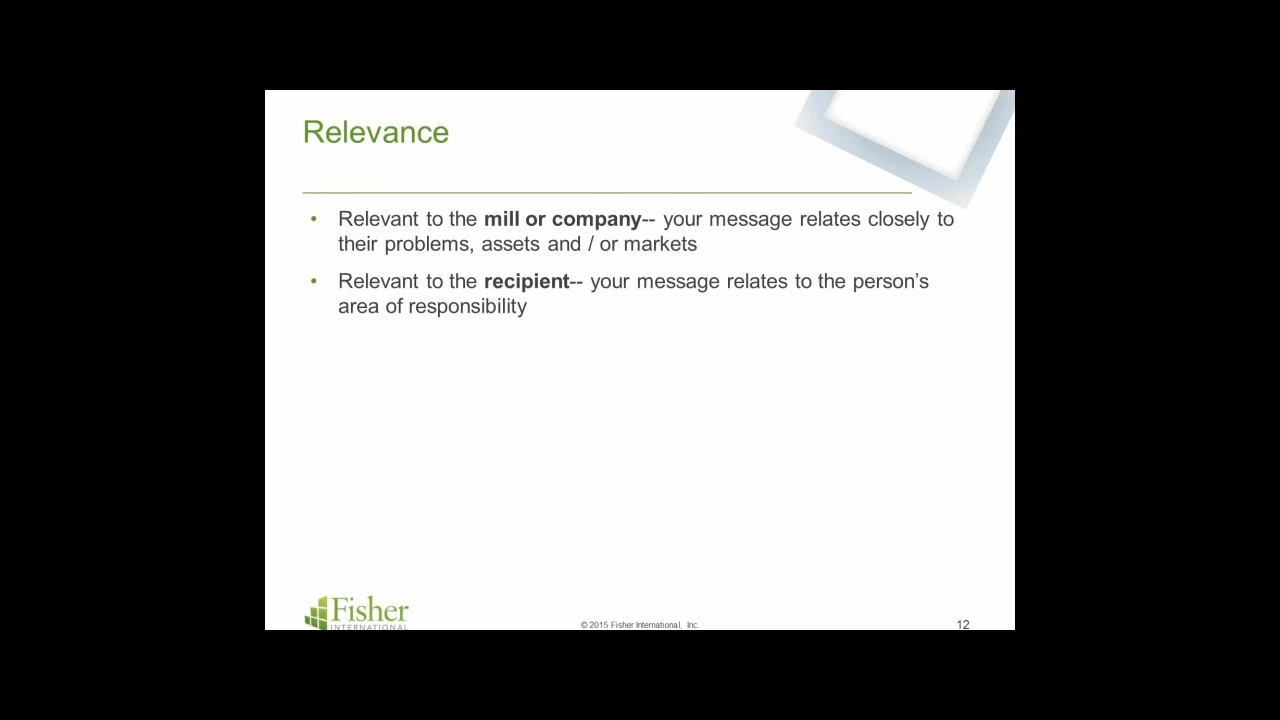 Relevance
• Relevant to the mill or company-- your message relates closely to
their problems, assets and / or markets
• Relevant to the recipient-- your message relates to the person’s
area of responsibility
Fisher
INTERNATIONAL
© 2015 Fisher International, Inc.
12